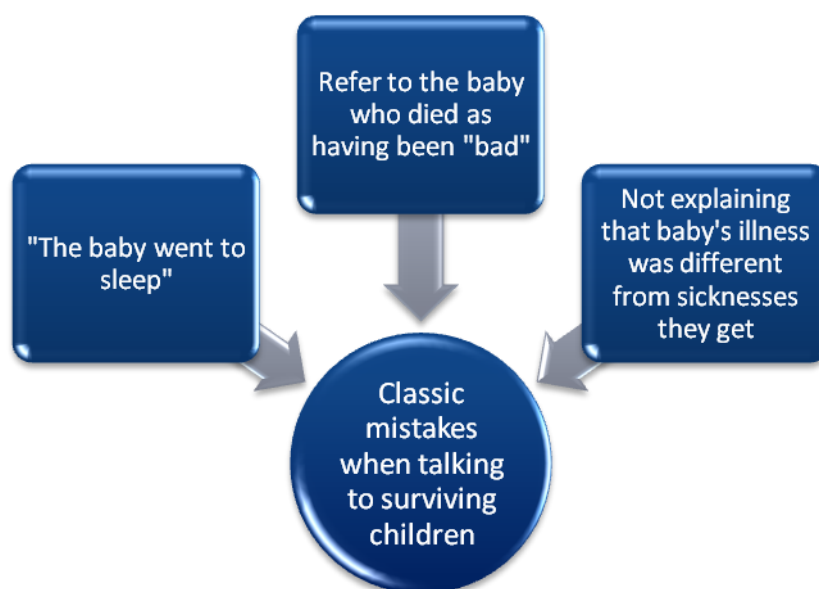 Refer to the baby
who died as
having been "bad"
"The baby went to
sleep"
Not explaining
that baby's illness
was different
from sicknesses
they get
Classic
mistakes
when talking
to surviving
children